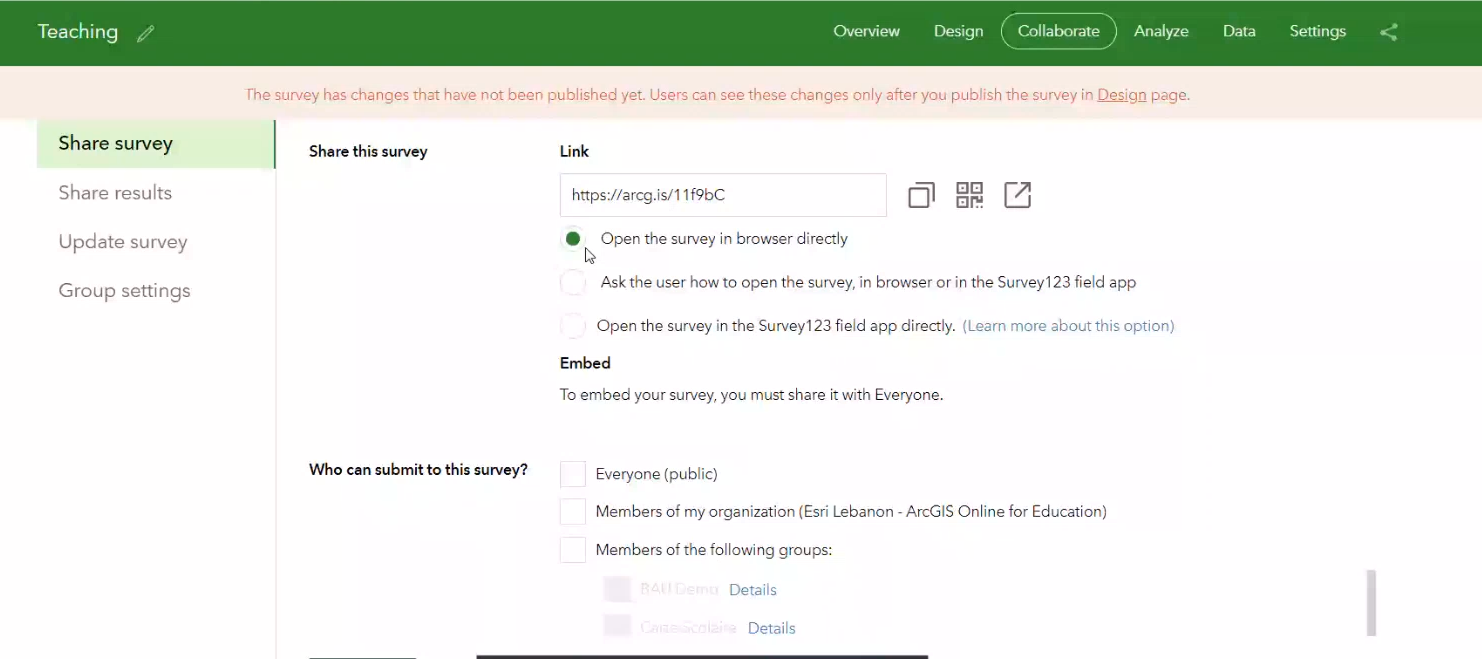 Teaching
Overview Design Collaborate Analyze Data Settings
The survey has changes that have not been published yet. Users can see these changes only after you publish the survey in Design page.
Share survey
Share results
Update survey
Group settings
Share this survey
Link
https://arcg.is/11f9bC
Open the survey in browser directly
Ask the user how to open the survey, in browser or in the Survey123 field app
Open the survey in the Survey123 field app directly. (Learn more about this option)
Embed
To embed your survey, you must share it with Everyone.
Who can submit to this survey?
Everyone (public)
Members of my organization (Esri Lebanon - ArcGIS Online for Education)
Members of the following groups:
BAU Demo Details
Details